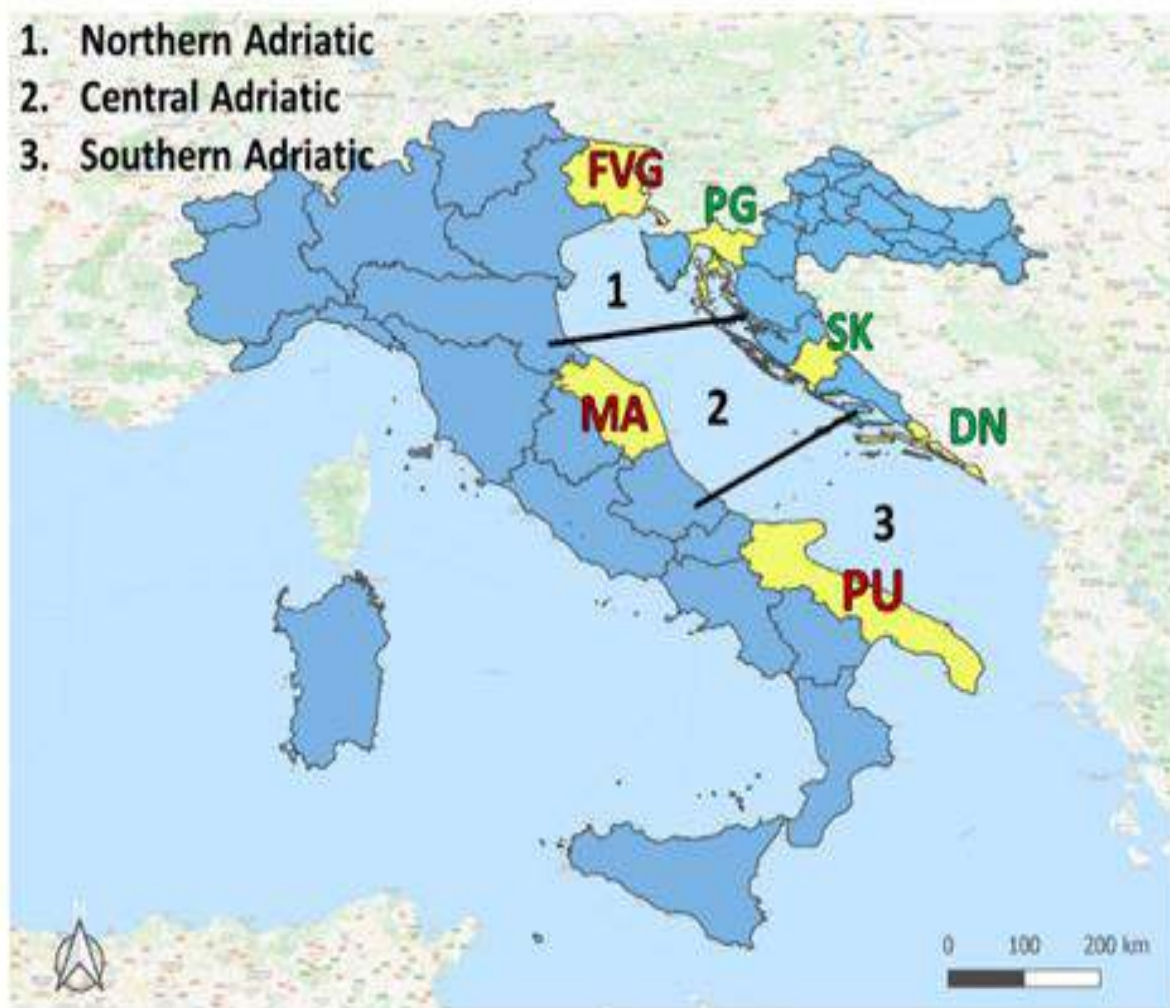 1. Northern Adriatic
2. Central Adriatic
3. Southern Adriatic
FVG
PG
1
SK
MA
2
DN
3
PU
0 100 200 km